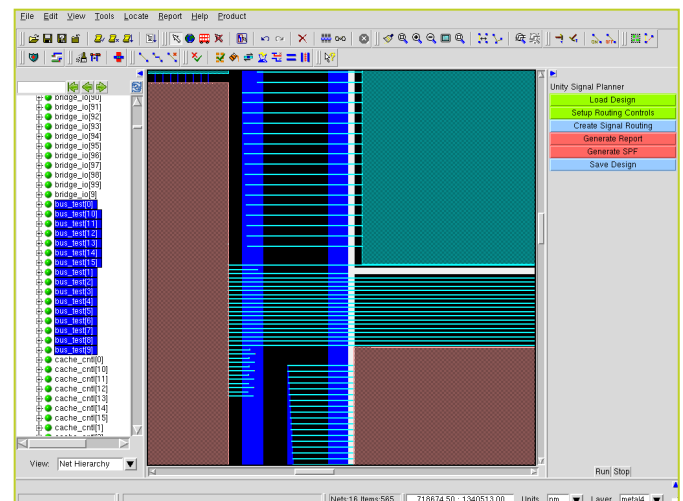 File Edit View Tools Locate Report Help Product
Unity Signal Planner
Load Design
Setup Routing Controls
Create Signal Routing
Generate Report
Generate SPF
Save Design
bridge_io[90]
bridge_io[91]
bridge_io[92]
bridge_io[93]
bridge_io[94]
bridge_io[95]
bridge_io[96]
bridge_io[97]
bridge_io[98]
bridge_io[99]
bridge_io[9]
bus_test[0]
bus_test[10]
bus_test[11]
bus_test[12]
bus_test[13]
bus_test[14]
bus_test[15]
bus_test[1]
bus_test[2]
bus_test[3]
bus_test[4]
bus_test[5]
bus_test[6]
bus_test[7]
bus_test[8]
bus_test[9]
cache_cntl[0]
cache_cntl[10]
cache_cntl[11]
cache_cntl[12]
cache_cntl[13]
cache_cntl[14]
cache_cntl[15]
cache_cntl[1]
View: Net Hierarchy
Run Stop
Nets:16 Items:565 718674.50 : 1340513.00 Units nm Layer metal4